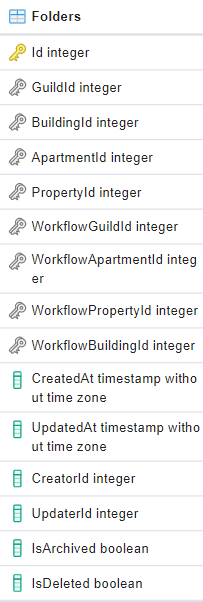 Folders
Id integer
GuildId integer
BuildingId integer
ApartmentId integer
PropertyId integer
WorkflowGuildId integer
WorkflowApartmentId integ
er
WorkflowPropertyId integer
WorkflowBuildingId integer
CreatedAt timestamp witho
ut time zone
UpdatedAt timestamp witho
ut time zone
CreatorId integer
UpdaterId integer
IsArchived boolean
IsDeleted boolean